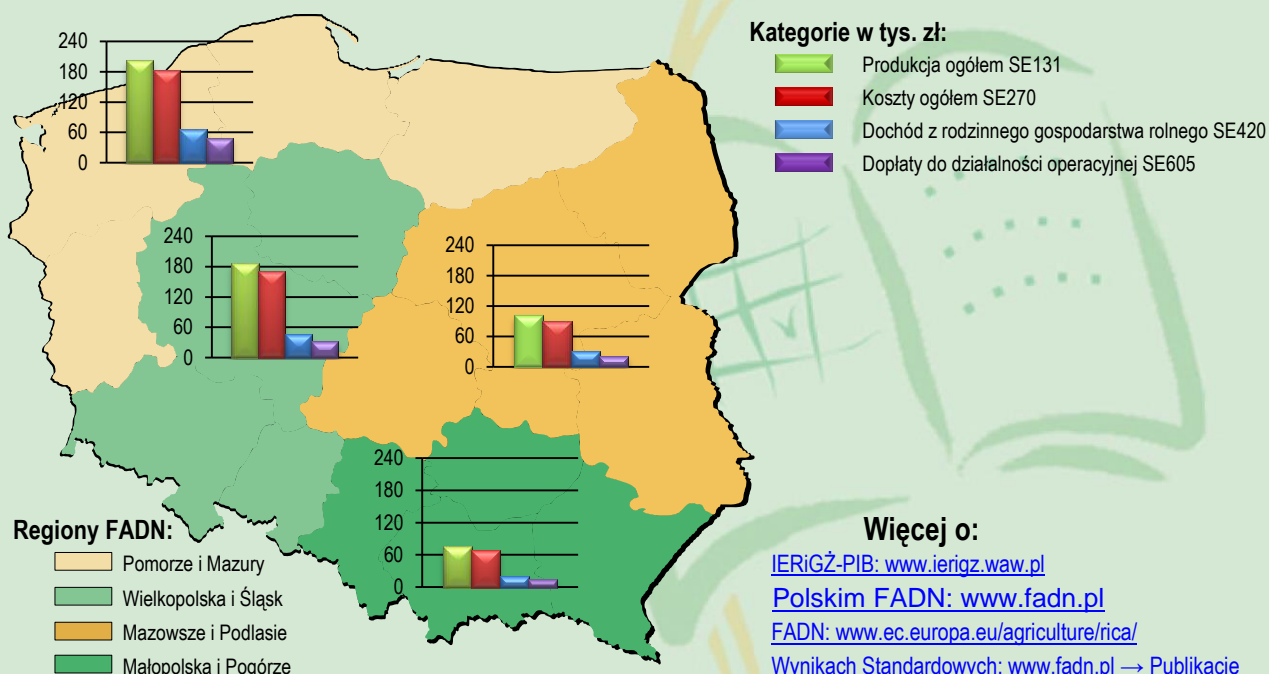 240
180
120
60
0
240
180
120
60
0
240
180
120
60
0
240
180
120
60
0
Kategorie w tys. zł:
Produkcja ogółem SE131
Koszty ogółem SE270
Dochód z rodzinnego gospodarstwa rolnego SE420
Dopłaty do działalności operacyjnej SE605
Regiony FADN:
Pomorze i Mazury
Wielkopolska i Śląsk
Mazowsze i Podlasie
Małopolska i Pogórze
Więcej o:
IERiGŻ-PIB: www.ierigz.waw.pl
Polskim FADN: www.fadn.pl
FADN: www.ec.europa.eu/agriculture/rica/
Wynikach Standardowych: www.fadn.pl → Publikacje